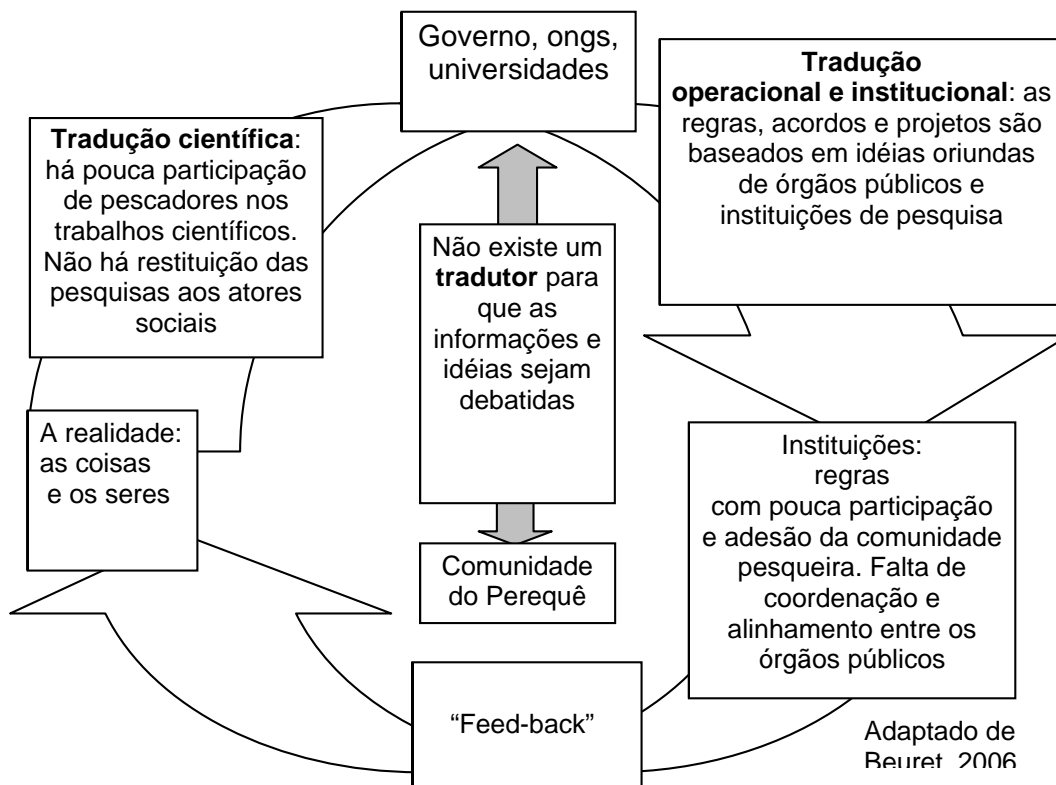 Governo, ongs,
universidades
Tradução
operacional e institucional: as
regras, acordos e projetos são
baseados em idéias oriundas
de órgãos públicos e
instituições de pesquisa
Tradução científica:
há pouca participação
de pescadores nos
trabalhos científicos.
Não há restituição das
pesquisas aos atores
sociais
Não existe um
tradutor para
que as
informações e
idéias sejam
debatidas
A realidade:
as coisas
e os seres
Instituições:
regras
com pouca participação
e adesão da comunidade
pesqueira. Falta de
coordenação e
alinhamento entre os
órgãos públicos
Comunidade
do Perequê
“Feed-back”
Adaptado de
Beuret, 2006